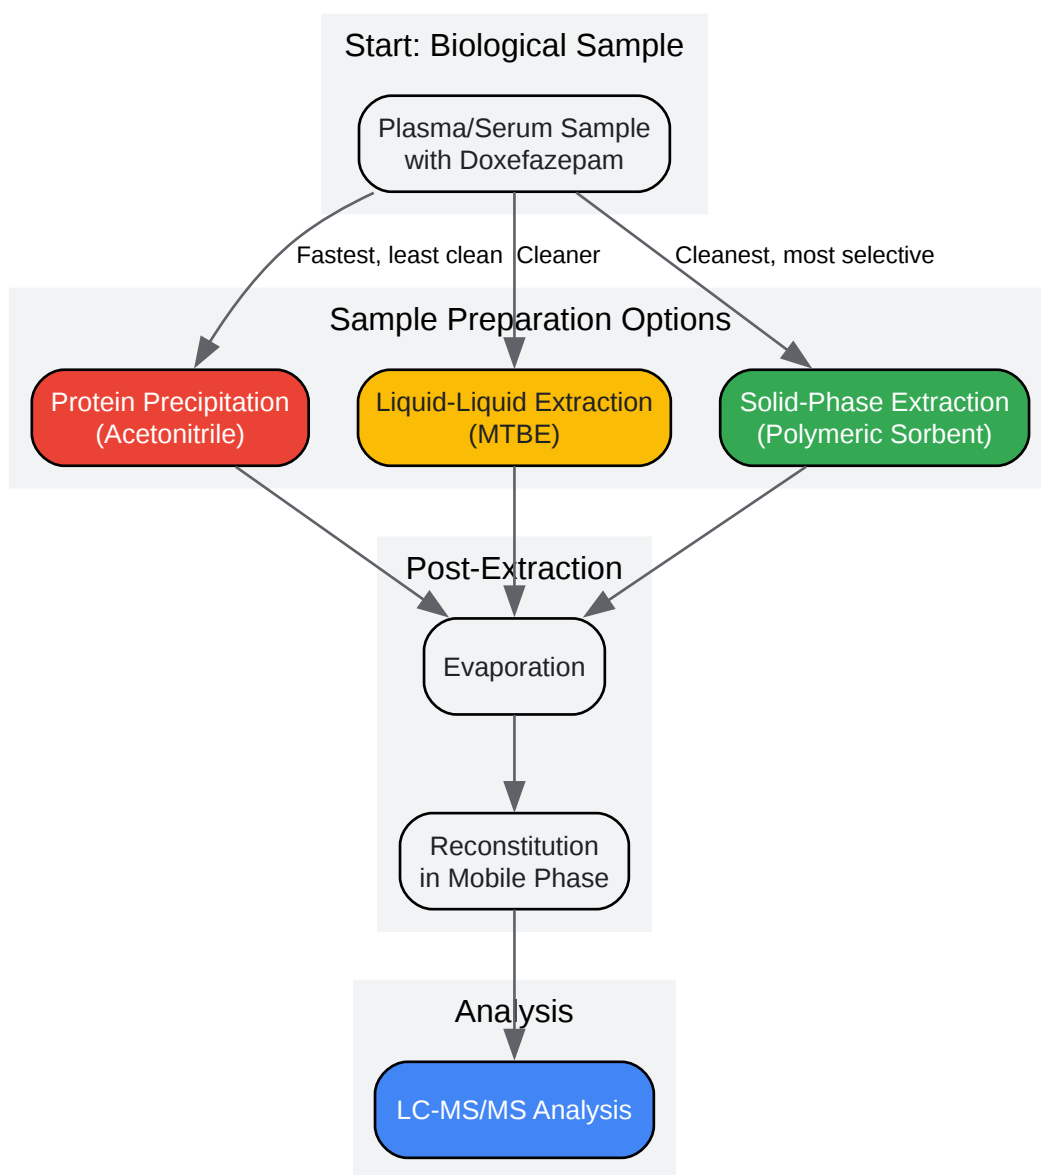 Start: Biological Sample
Plasma/Serum Sample
with Doxefazepam
Fastest, least clean
Cleaner
Cleanest, most selective
Sample Preparation Options
Protein Precipitation
(Acetonitrile)
Liquid-Liquid Extraction
(MTBE)
Solid-Phase Extraction
(Polymeric Sorbent)
Post-Extraction
Evaporation
Reconstitution
in Mobile Phase
Analysis
LC-MS/MS Analysis